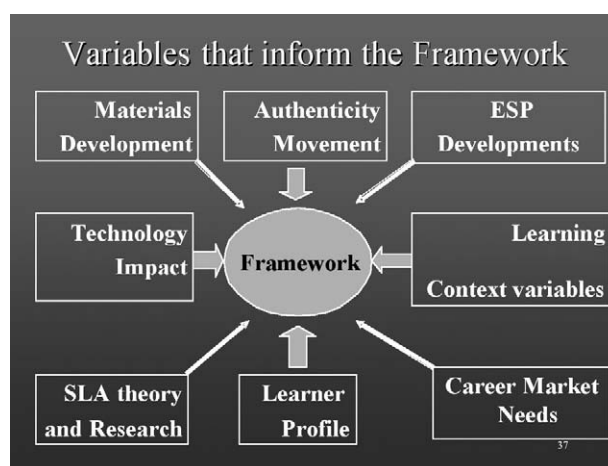 Variables that inform the Framework
Materials
Development
Authenticity
Movement
ESP
Developments
Technology
Impact
Framework
Learning
Context variables
SLA theory
and Research
Learner
Profile
Career Market
Needs
37